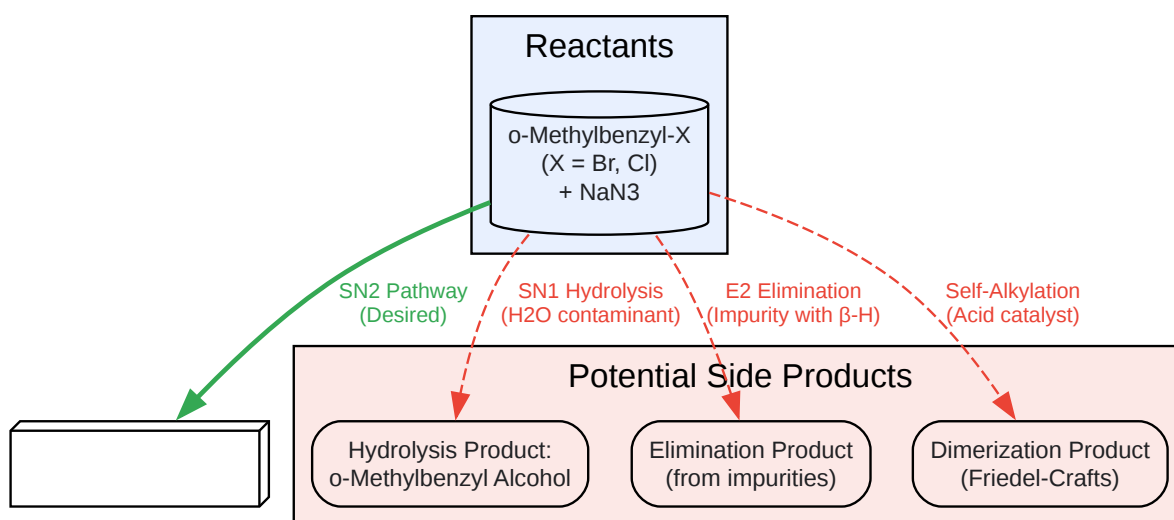 Reactants
o-Methylbenzyl-X
(X = Br, Cl)
+ NaN3
SN2 Pathway
(Desired)
SN1 Hydrolysis
(H2O contaminant)
E2 Elimination
(Impurity with β-H)
Self-Alkylation
(Acid catalyst)
Potential Side Products
Hydrolysis Product:
o-Methylbenzyl Alcohol
Elimination Product
(from impurities)
Dimerization Product
(Friedel-Crafts)